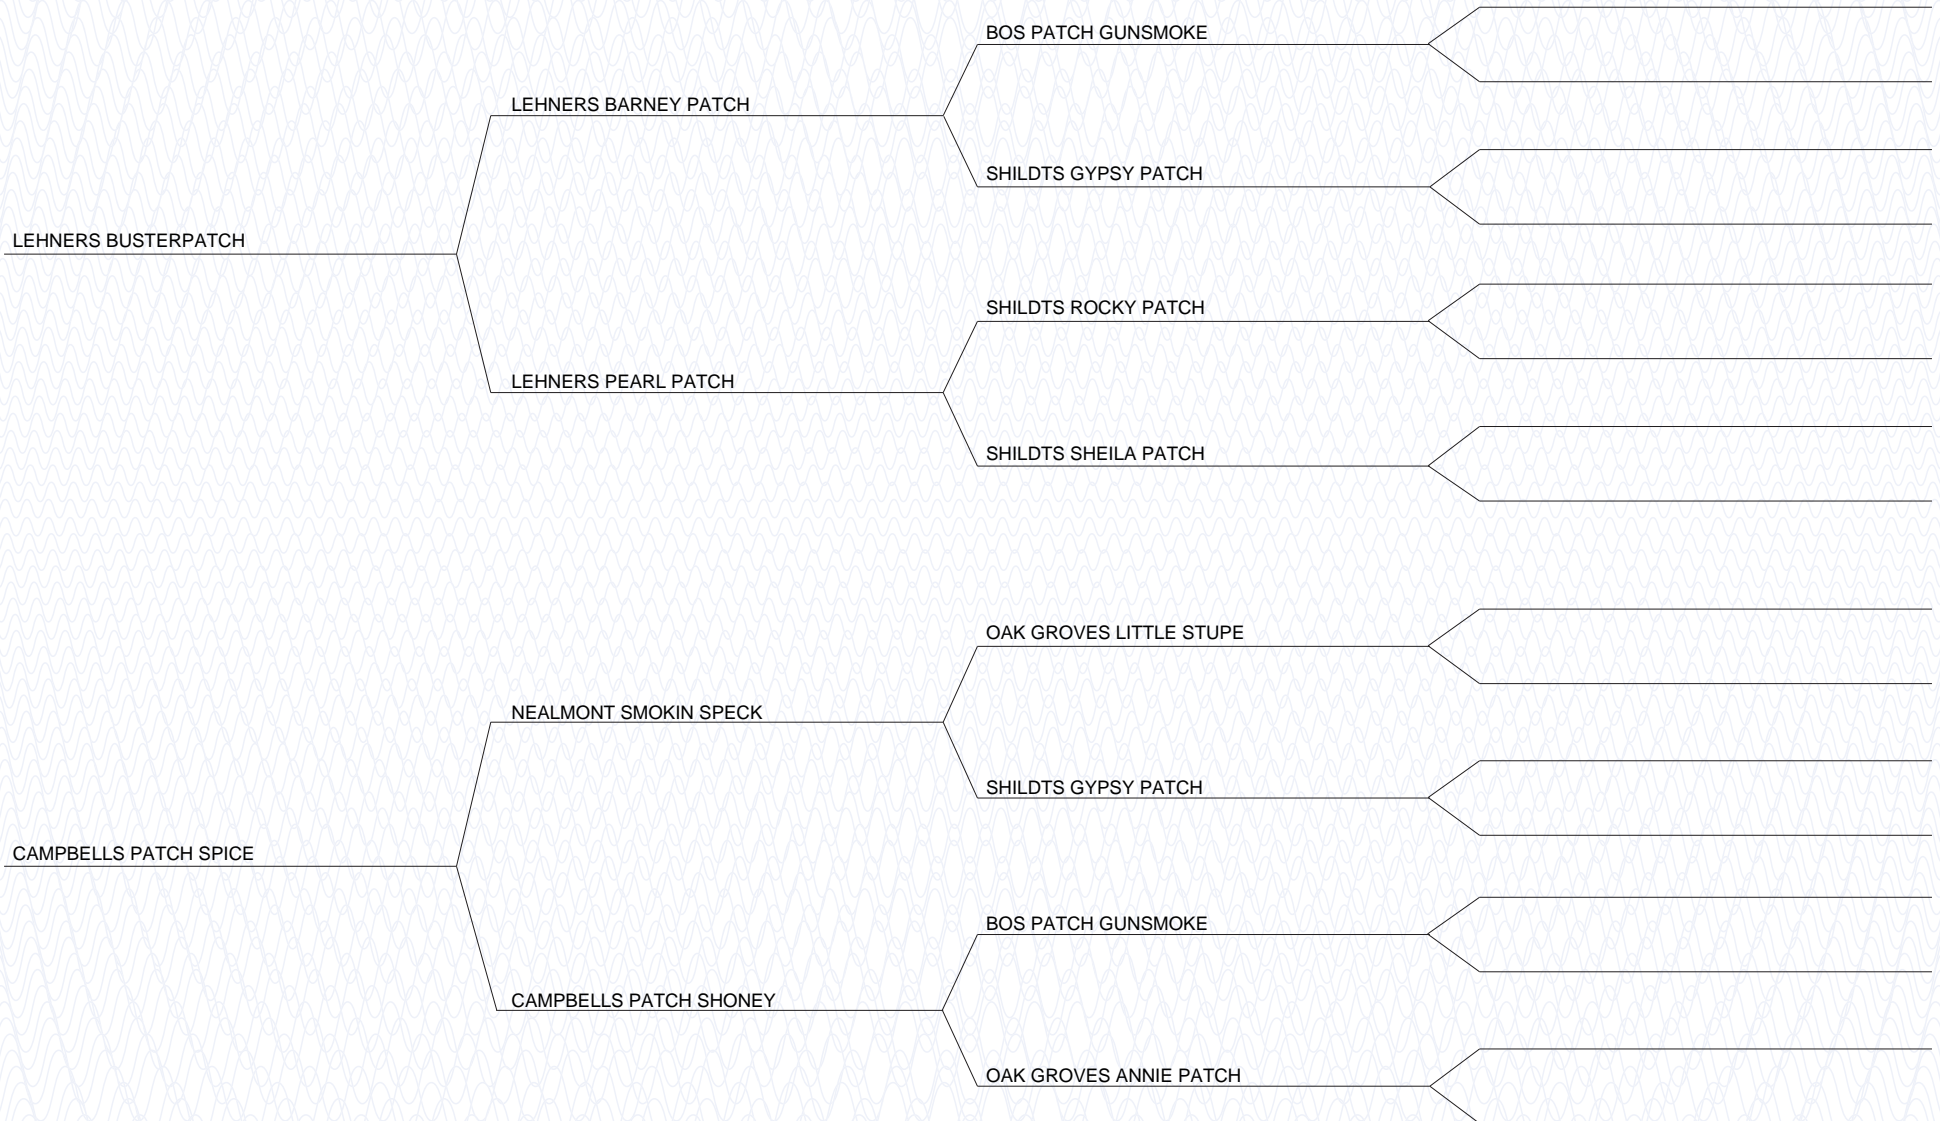 BOS PATCH GUNSMOKE
LEHNERS BARNEY PATCH
SHILDTS GYPSY PATCH
LEHNERS BUSTERPATCH
SHILDTS ROCKY PATCH
LEHNERS PEARL PATCH
SHILDTS SHEILA PATCH
OAK GROVES LITTLE STUPE
NEALMONT SMOKIN SPECK
SHILDTS GYPSY PATCH
CAMPBELLS PATCH SPICE
BOS PATCH GUNSMOKE
CAMPBELLS PATCH SHONEY
OAK GROVES ANNIE PATCH